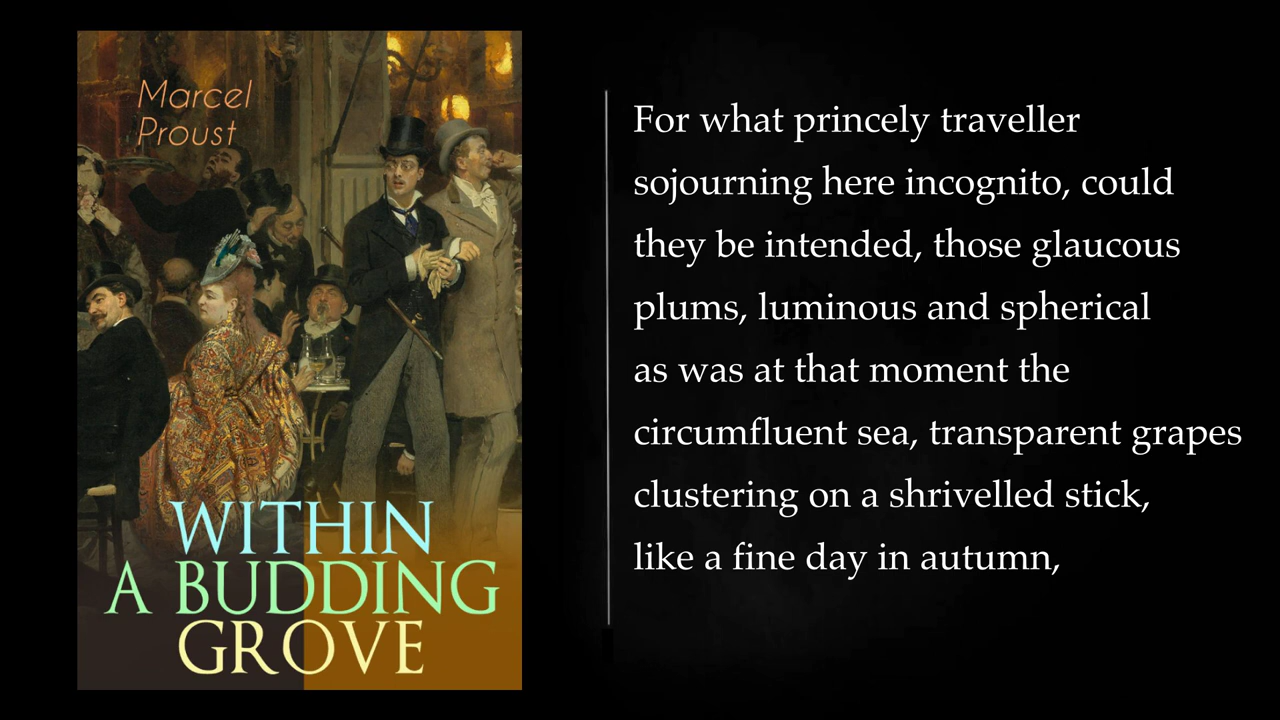 Marcel
Proust
WITHIN
A BUDDING
GROVE
For what princely traveller
sojourning here incognito, could
they be intended, those glaucous
plums, luminous and spherical
as was at that moment the
circumfluent sea, transparent grapes
clustering on a shrivelled stick,
like a fine day in autumn,